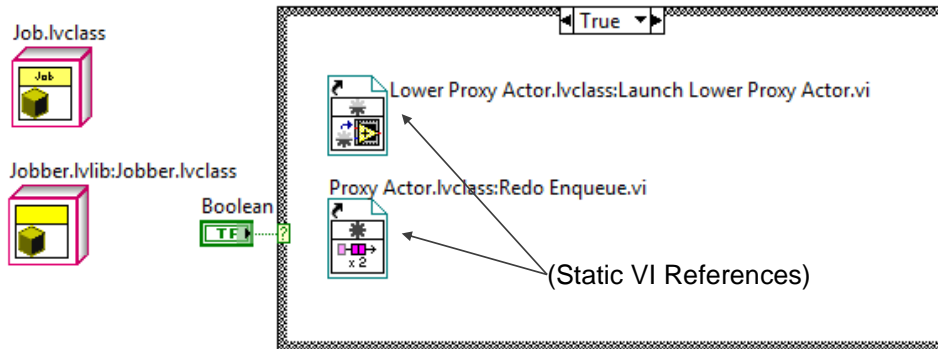 True
Job.lvclass
Job
Lower Proxy Actor.lvclass:Launch Lower Proxy Actor.vi
Jobber.lvlib:Jobber.lvclass
Proxy Actor.lvclass:Redo Enqueue.vi
Boolean
TF
?
x 2
(Static VI References)